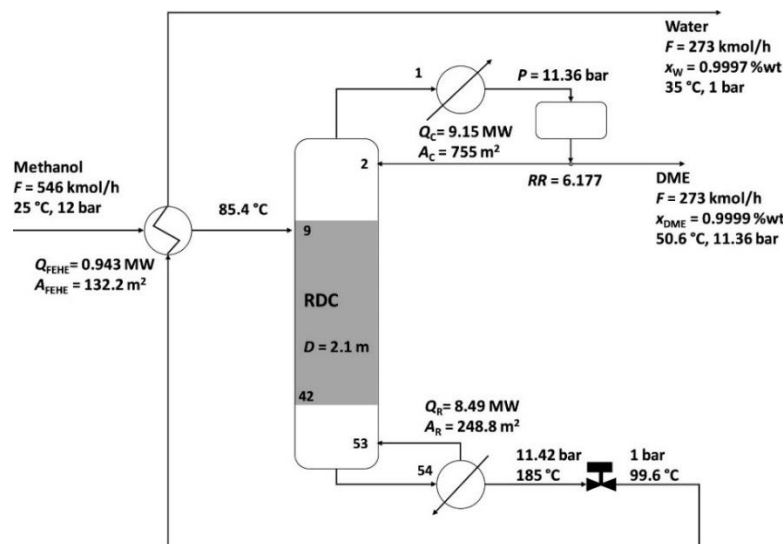 Water
F = 273 kmol/h
x_W = 0.9997 %wt
35 °C, 1 bar
1
P = 11.36 bar
Q_C= 9.15 MW
A_C = 755 m²
2
RR = 6.177
DME
F = 273 kmol/h
x_DME = 0.9999 %wt
50.6 °C, 11.36 bar
Methanol
F = 546 kmol/h
25 °C, 12 bar
85.4 °C
9
Q_FEHE= 0.943 MW
A_FEHE = 132.2 m²
RDC
D = 2.1 m
42
53
Q_R= 8.49 MW
A_R = 248.8 m²
54
11.42 bar
185 °C
1 bar
99.6 °C